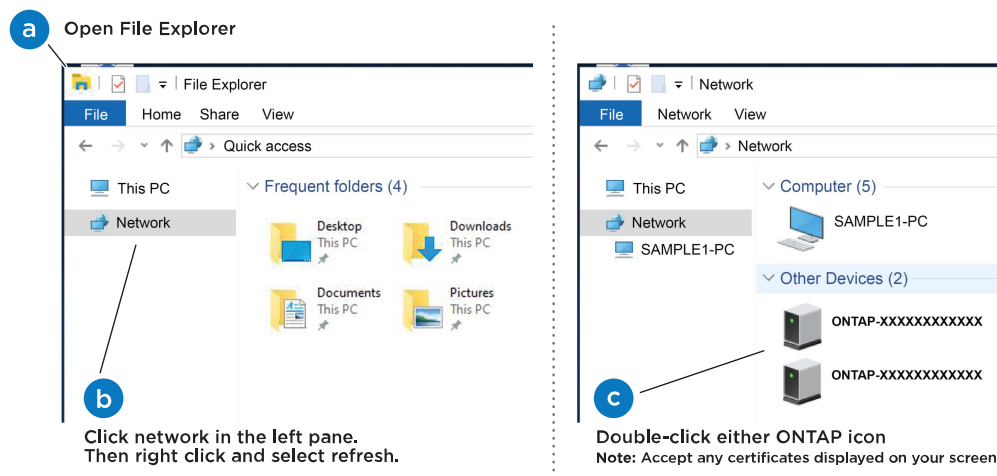 a Open File Explorer
File Explorer
File Home Share View
Quick access
This PC
Network
Frequent folders (4)
Desktop
This PC
Downloads
This PC
Documents
This PC
Pictures
This PC
b
Click network in the left pane.
Then right click and select refresh.
Network
File Network View
Network
This PC
Network
SAMPLE1-PC
Computer (5)
SAMPLE1-PC
Other Devices (2)
ONTAP-XXXXXXXXXXXX
ONTAP-XXXXXXXXXXXX
c
Double-click either ONTAP icon
Note: Accept any certificates displayed on your screen